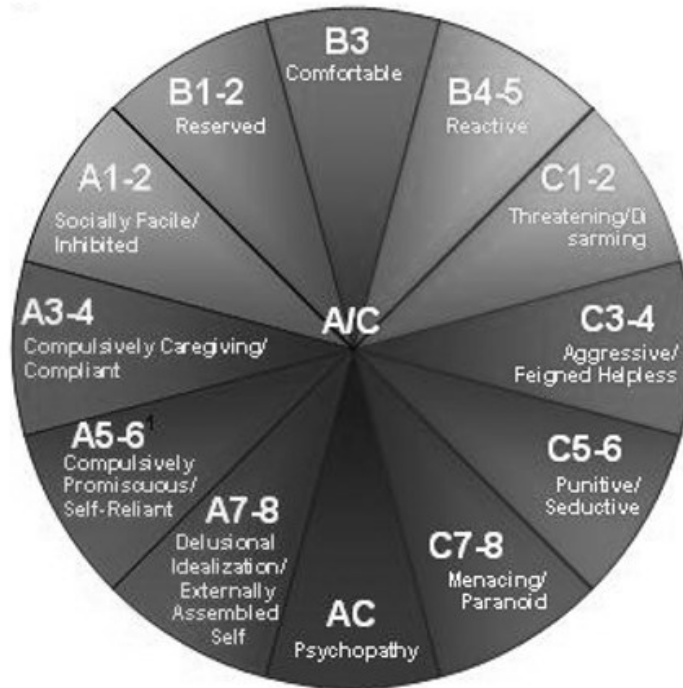 B3
Comfortable
B1-2
Reserved
B4-5
Reactive
A1-2
Socially Facile/
Inhibited
C1-2
Threatening/Di
sarming
A3-4
Compulsively Caregiving/
Compliant
A/C
C3-4
Aggressive/
Feigned Helpless
A5-6¹
Compulsively
Promiscuous/
Self-Reliant
C5-6
Punitive/
Seductive
A7-8
Delusional
Idealization/
Externally
Assembled
Self
C7-8
Menacing/
Paranoid
AC
Psychopathy